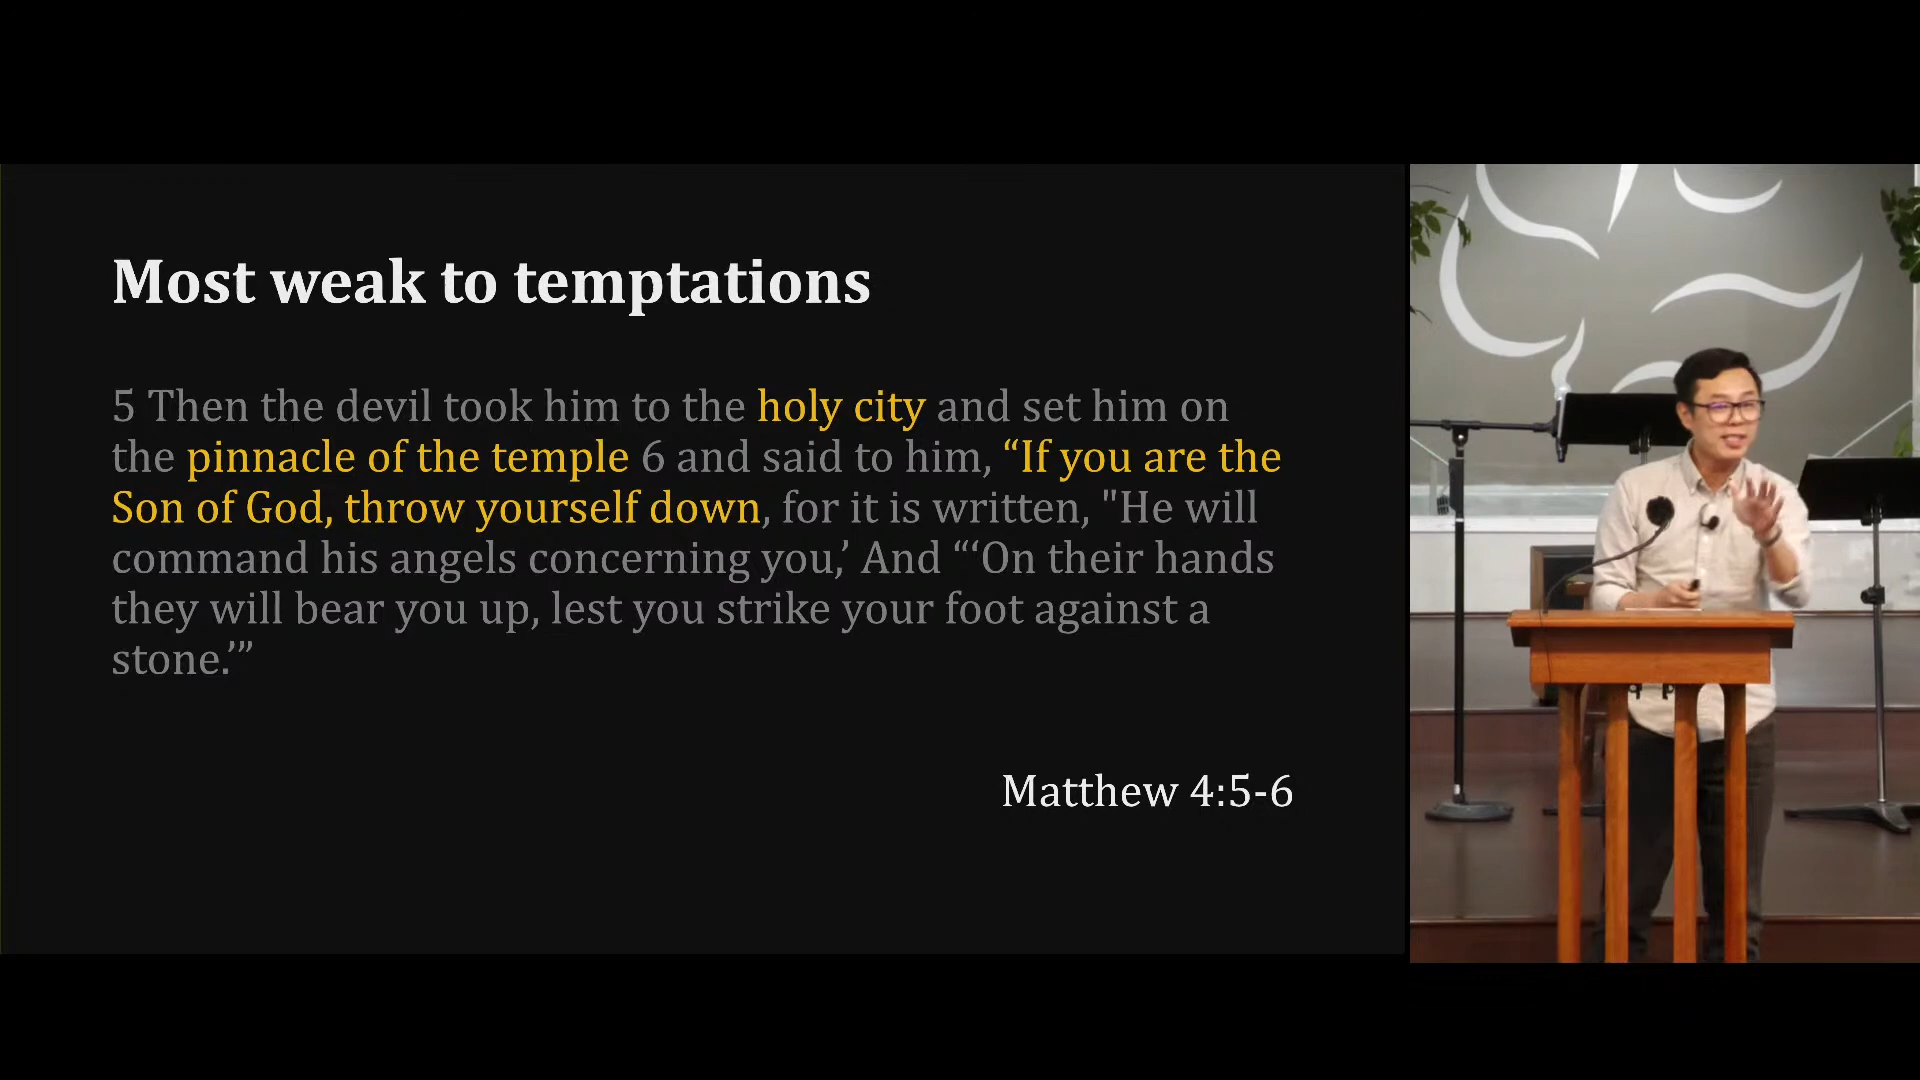 Most weak to temptations
5 Then the devil took him to the holy city and set him on
the pinnacle of the temple 6 and said to him, “If you are the
Son of God, throw yourself down, for it is written, "He will
command his angels concerning you,’ And “‘On their hands
they will bear you up, lest you strike your foot against a
stone.’”
Matthew 4:5-6